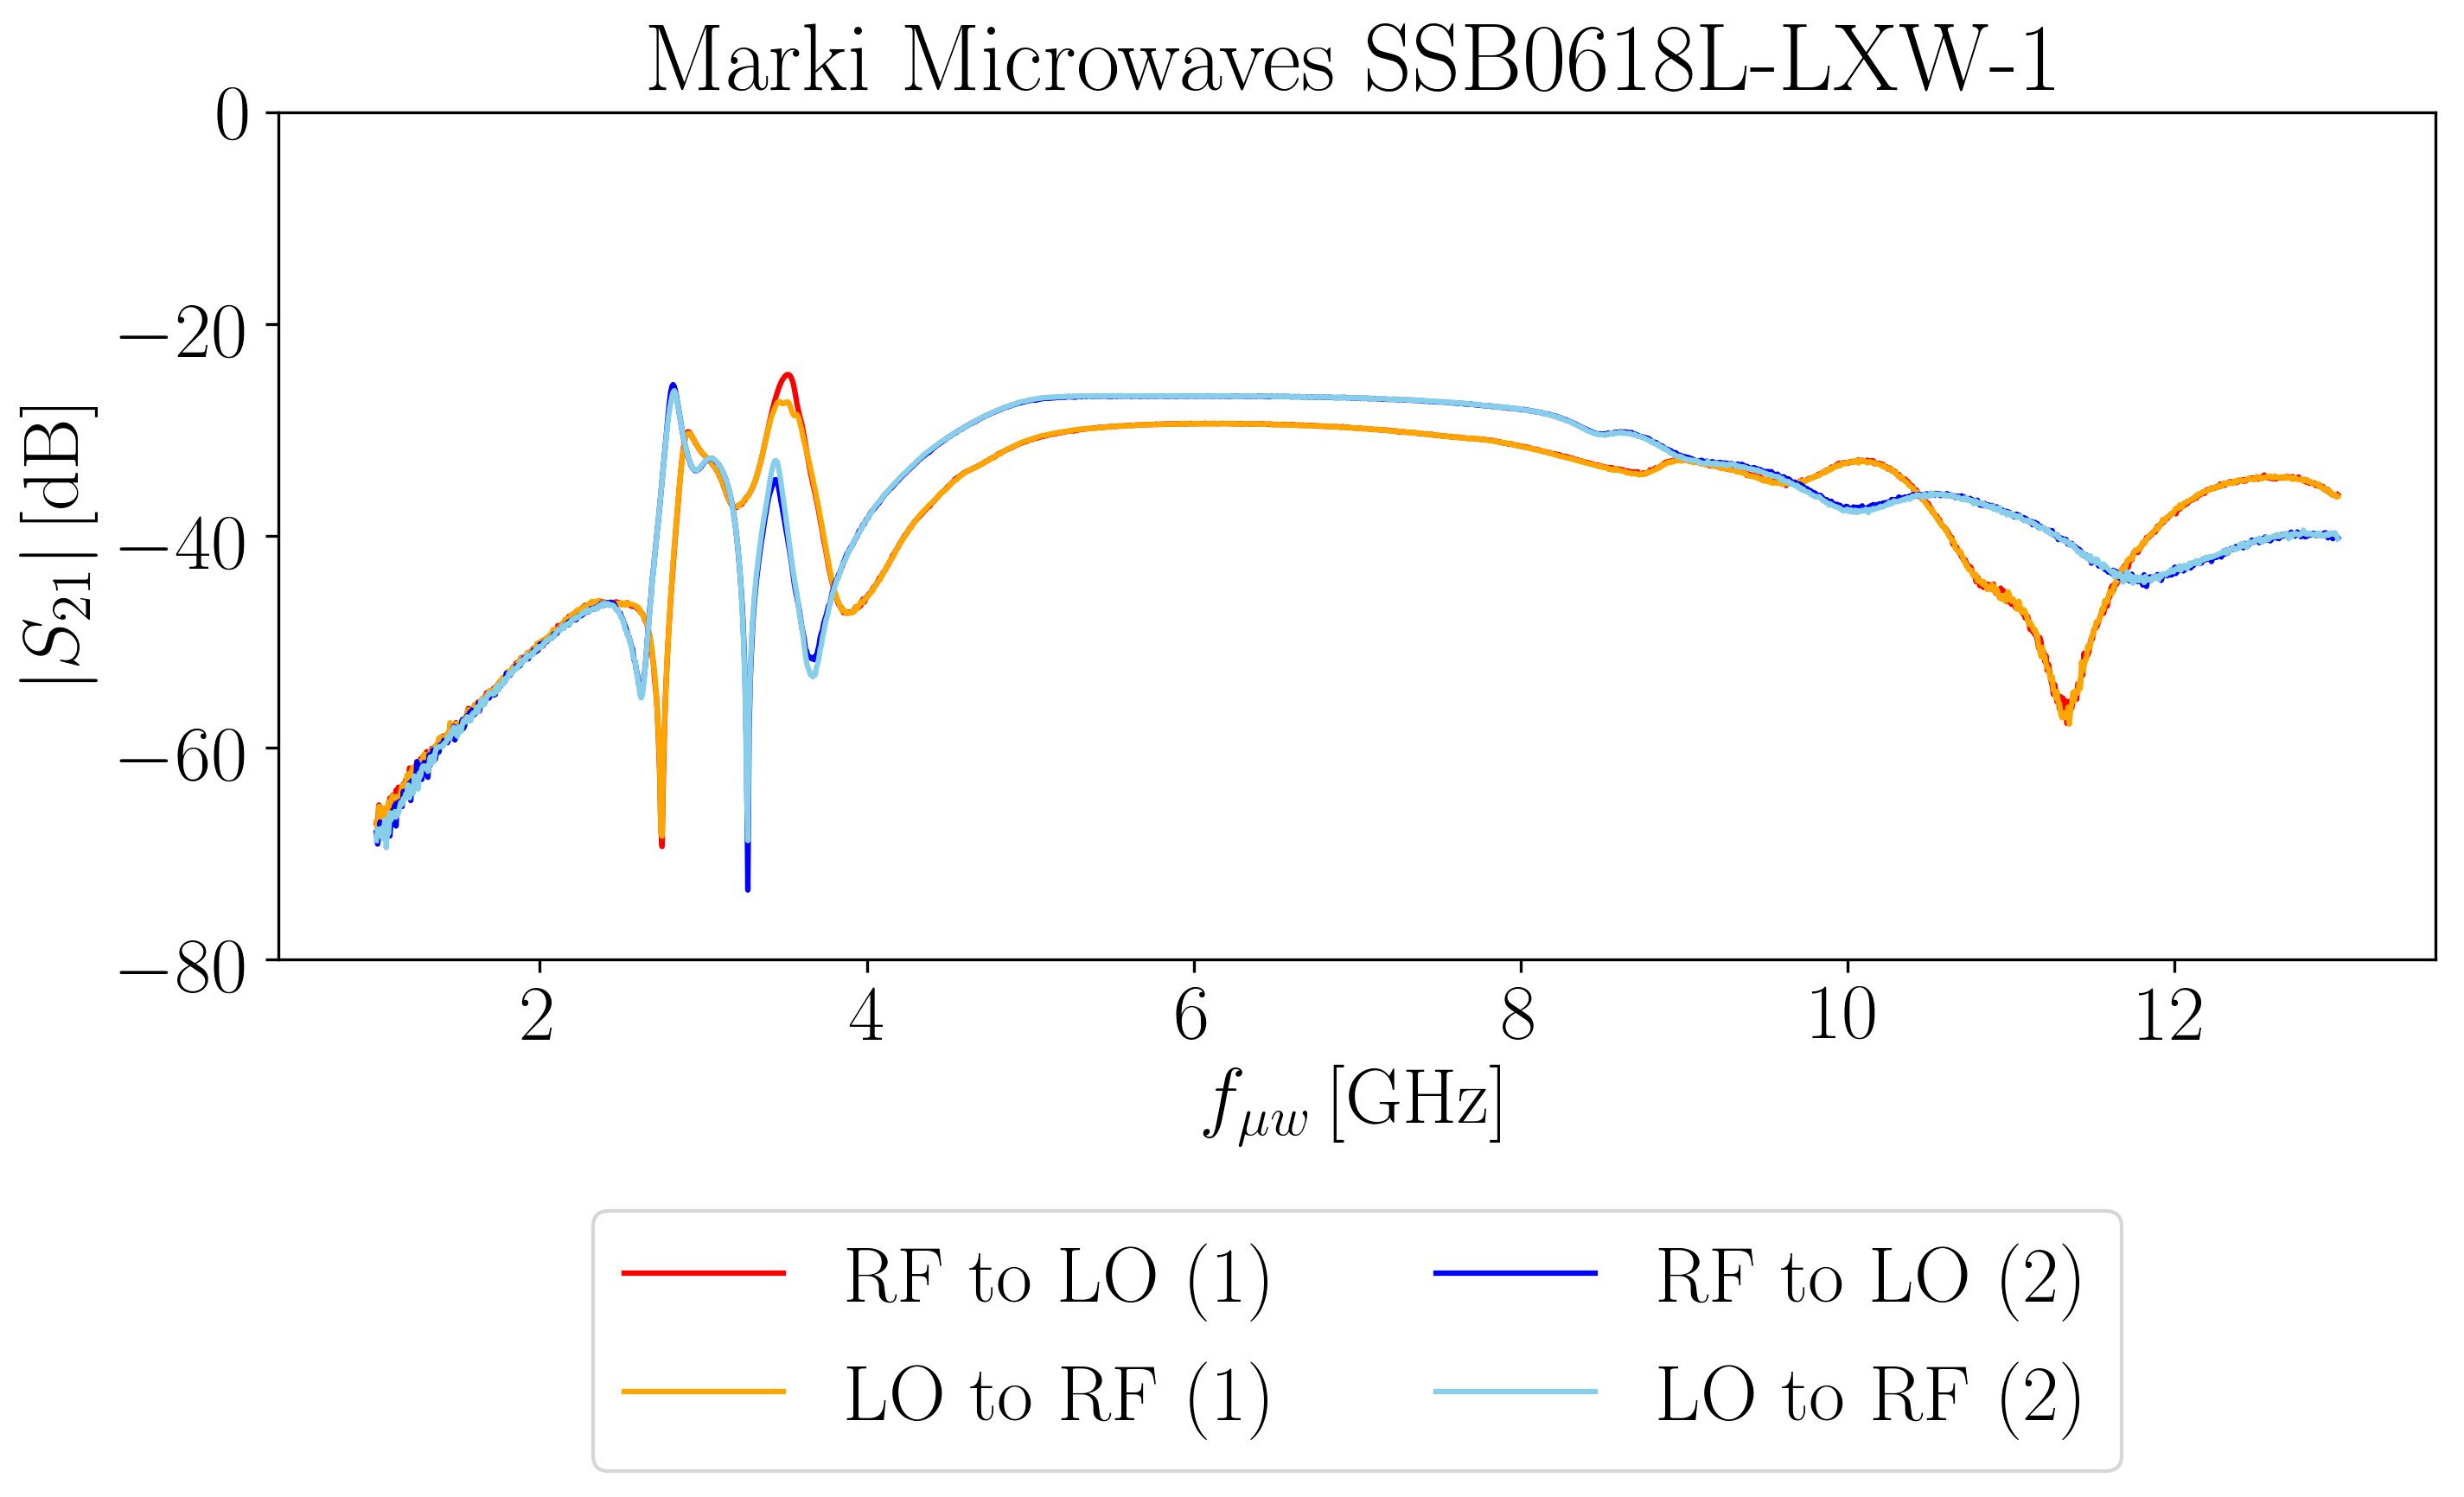 Marki Microwaves SSB0618L-LXW-1
|S₂₁| [dB]
0
−20
−40
−60
−80
2 4 6 8 10 12
f_μw [GHz]
RF to LO (1) RF to LO (2)
LO to RF (1) LO to RF (2)